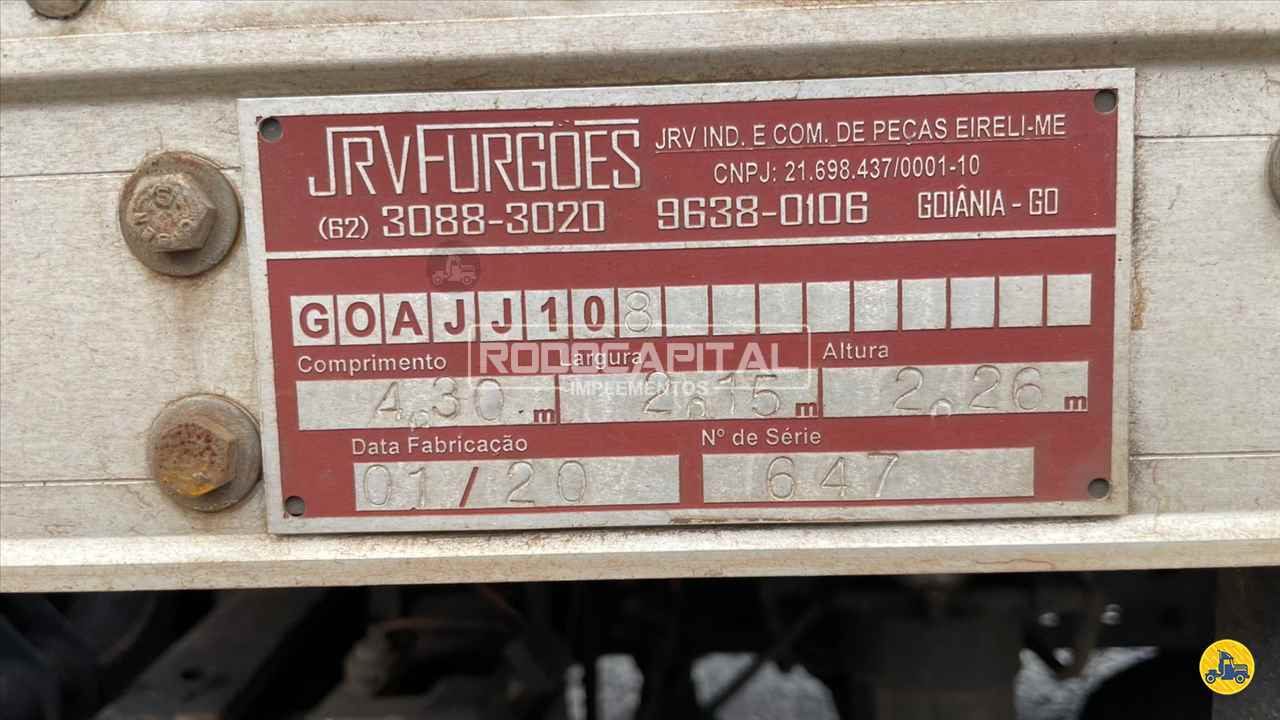 JRVFURGÕES
JRV IND. E COM. DE PEÇAS EIRELI-ME
CNPJ: 21.698.437/0001-10
(62) 3088-3020 9638-0106 GOIÂNIA - GO
GOAJJ108
Comprimento Largura Altura
4,30 m 2,15 m 2,26 m
RODOCAPITAL
IMPLEMENTOS
Data Fabricação Nº de Série
01/20 647